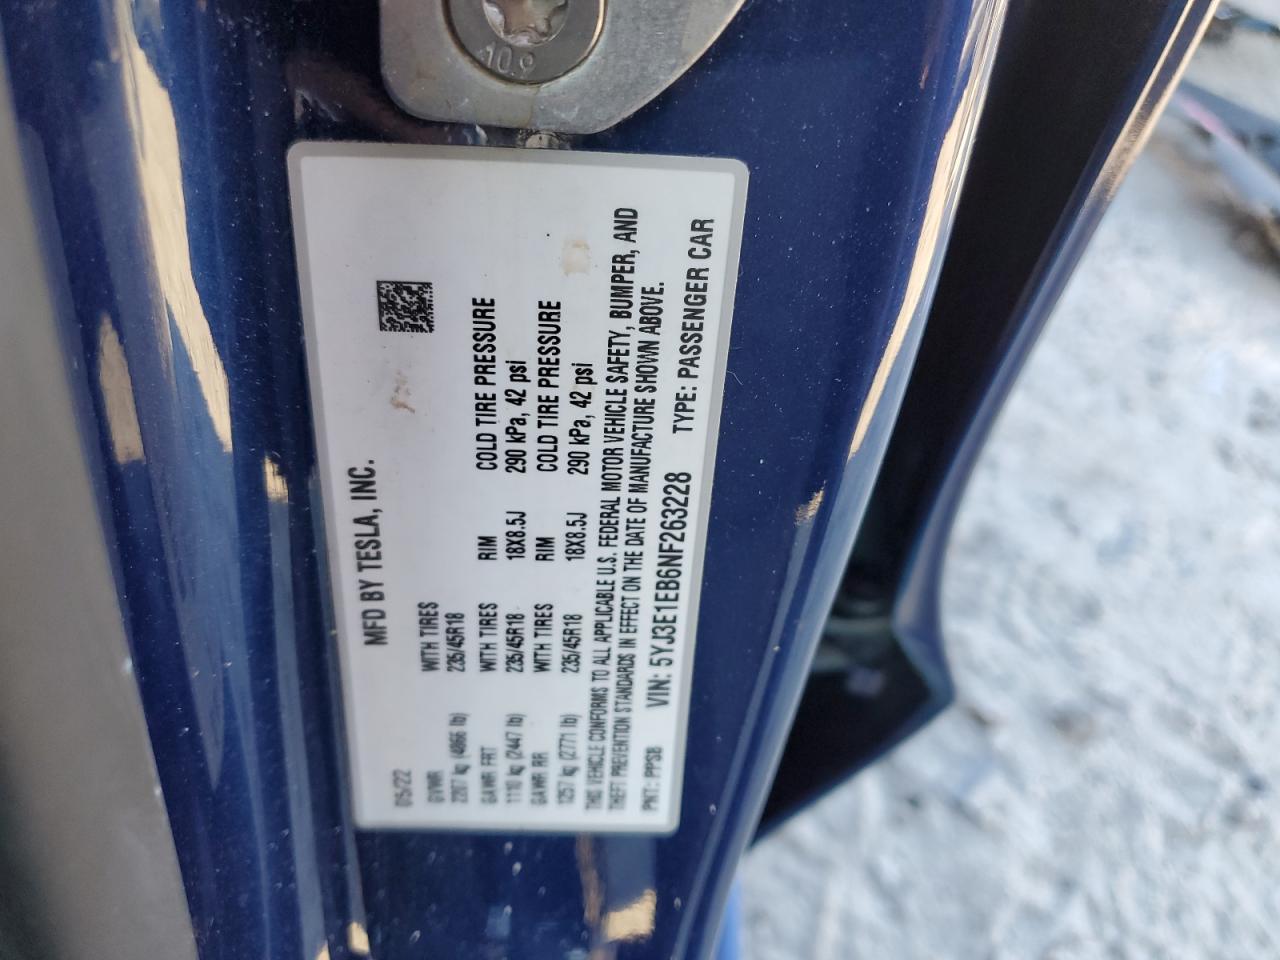 10.9
MFD BY TESLA, INC.
05/22
GVWR WITH TIRES
2207 kg (4866 lb) 235/45R18
GAWR FRT WITH TIRES RIM COLD TIRE PRESSURE
1110 kg (2447 lb) 235/45R18 18X8.5J 290 kPa, 42 psi
GAWR RR WITH TIRES RIM COLD TIRE PRESSURE
1257 kg (2771 lb) 235/45R18 18X8.5J 290 kPa, 42 psi
THIS VEHICLE CONFORMS TO ALL APPLICABLE U.S. FEDERAL MOTOR VEHICLE SAFETY, BUMPER, AND
THEFT PREVENTION STANDARDS IN EFFECT ON THE DATE OF MANUFACTURE SHOWN ABOVE.
VIN: 5YJ3E1EB6NF263228 TYPE: PASSENGER CAR
PNT: PPSB